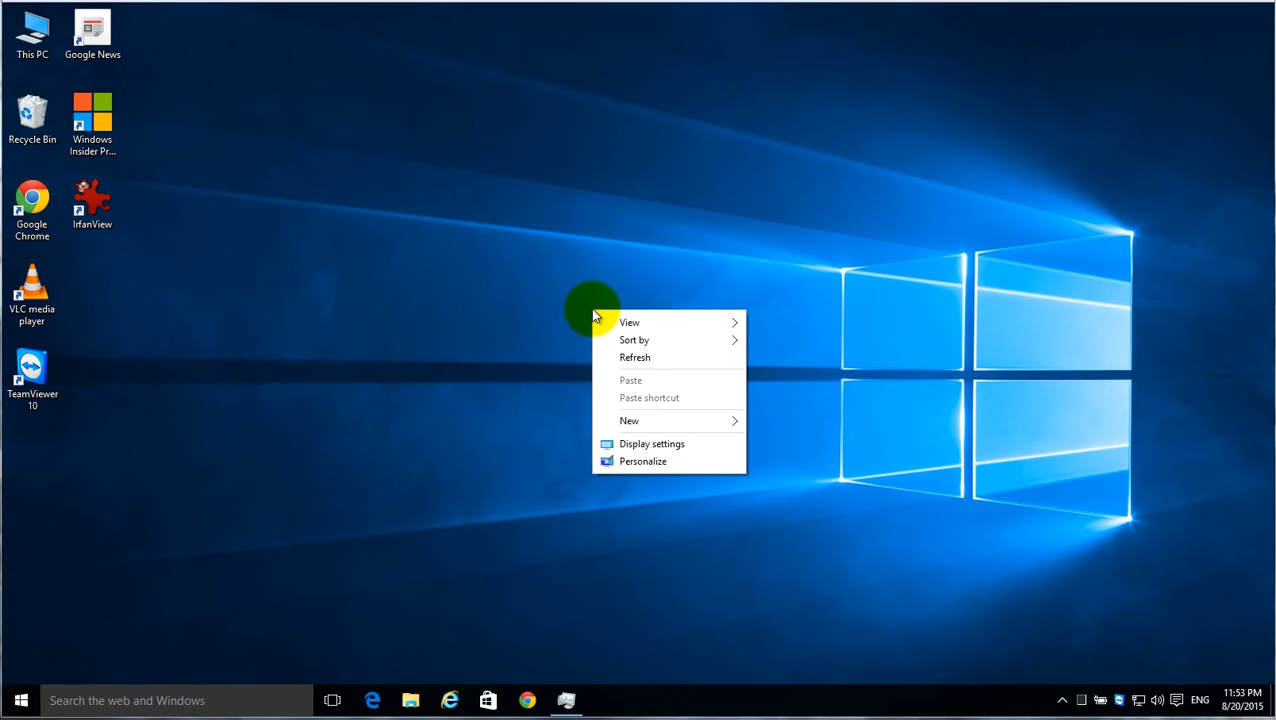 This PC
Google News
Recycle Bin
Windows
Insider Pr...
Google
Chrome
IrfanView
VLC media
player
TeamViewer
10
View
Sort by
Refresh
Paste
Paste shortcut
New
Display settings
Personalize
Search the web and Windows
ENG
11:53 PM
8/20/2015